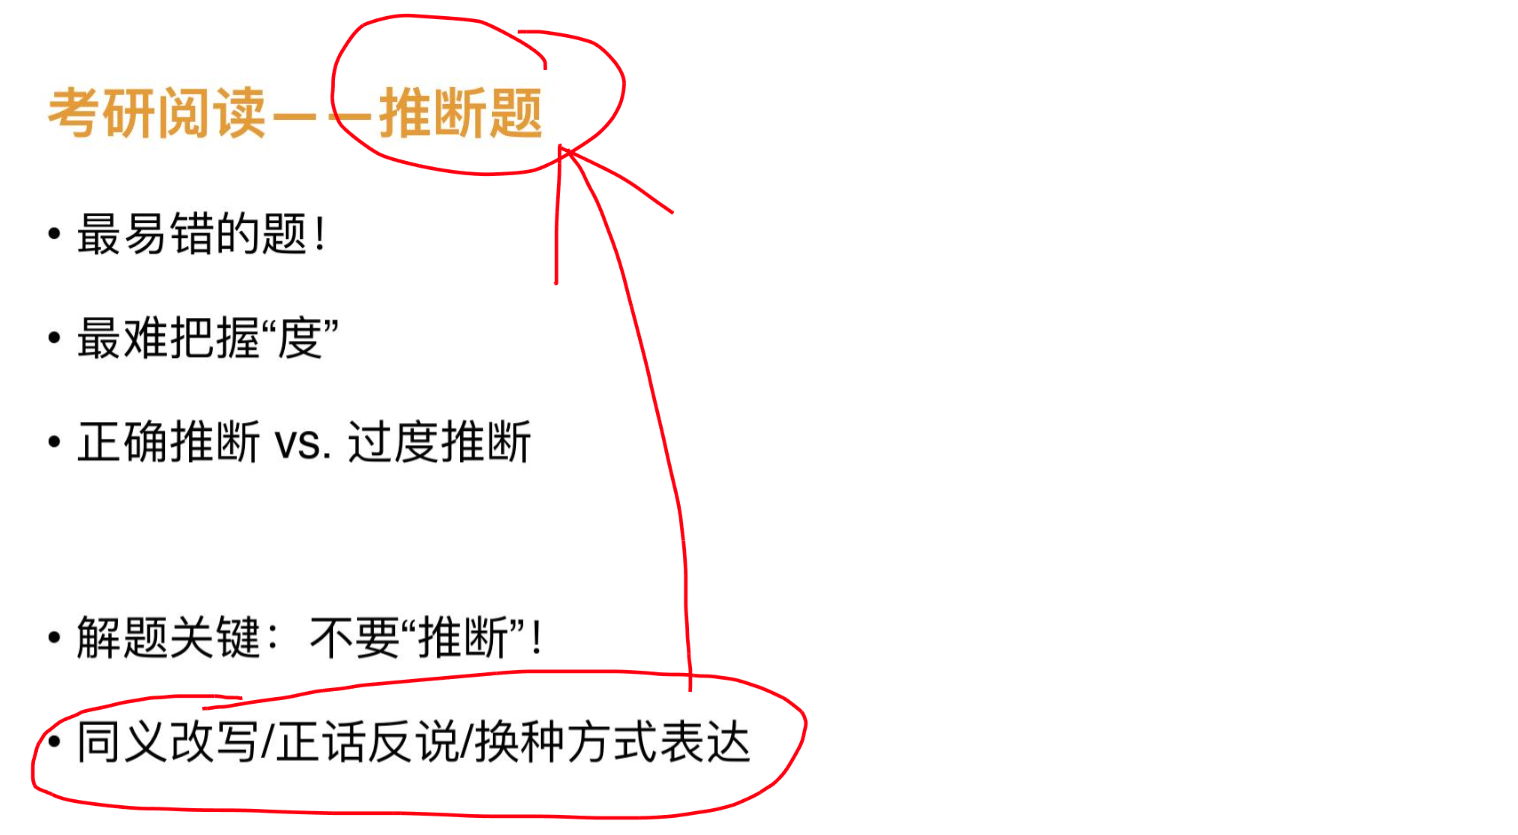 考研阅读——推断题
• 最易错的题！
• 最难把握“度”
• 正确推断 vs. 过度推断
• 解题关键：不要“推断”！
• 同义改写/正话反说/换种方式表达